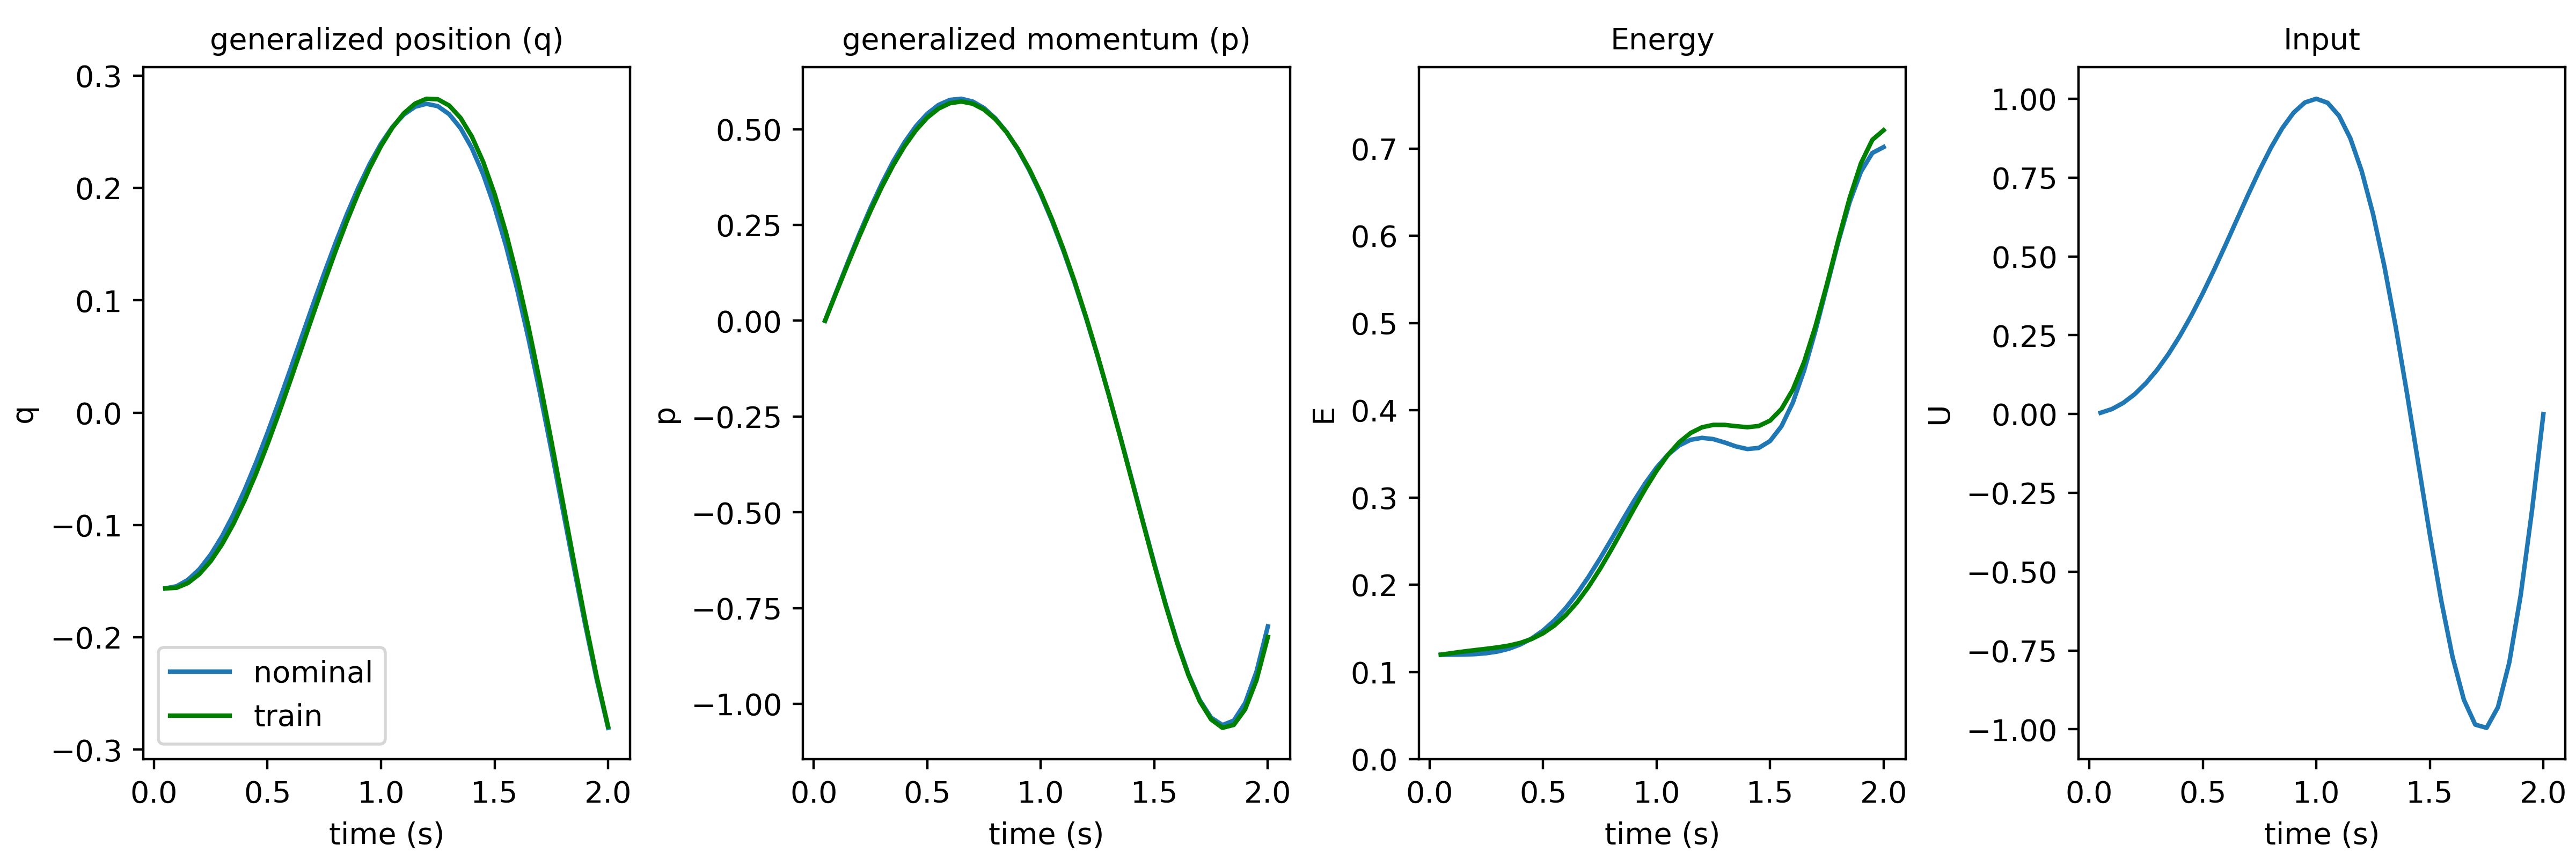 generalized position (q)
0.3
0.2
0.1
0.0
−0.1
−0.2
−0.3
q
nominal
train
0.0 0.5 1.0 1.5 2.0
time (s)
generalized momentum (p)
0.50
0.25
0.00
−0.25
−0.50
−0.75
−1.00
p
0.0 0.5 1.0 1.5 2.0
time (s)
Energy
0.7
0.6
0.5
0.4
0.3
0.2
0.1
0.0
E
0.0 0.5 1.0 1.5 2.0
time (s)
Input
1.00
0.75
0.50
0.25
0.00
−0.25
−0.50
−0.75
−1.00
U
0.0 0.5 1.0 1.5 2.0
time (s)